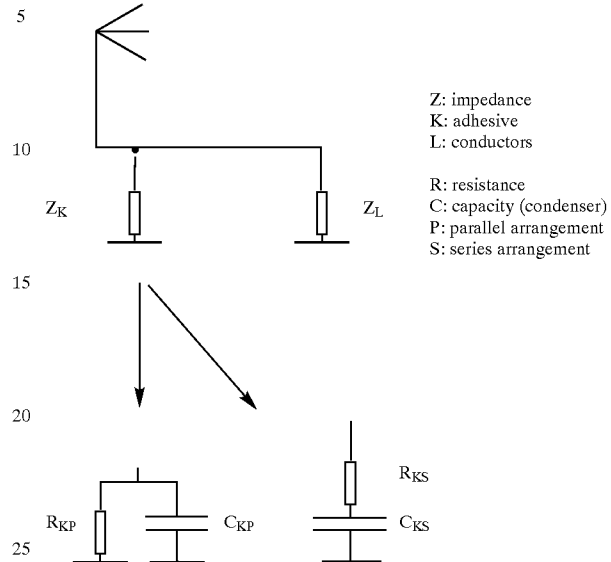 5
Z: impedance
K: adhesive
L: conductors
10
R: resistance
Z_K
Z_L
C: capacity (condenser)
P: parallel arrangement
S: series arrangement
15
20
R_KS
R_KP
C_KP
C_KS
25